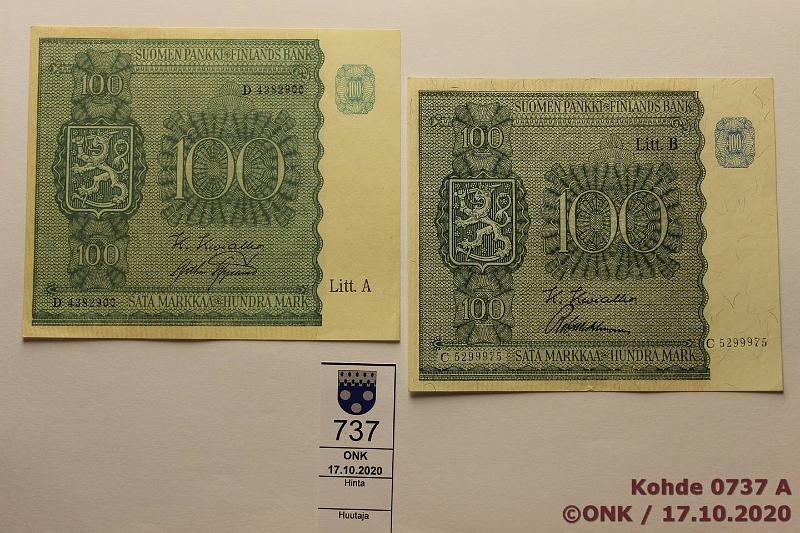 SUOMEN PANKKI FINLANDS BANK
100
D 4382900
100
100
100
Litt. A
D 4382900
SATA MARKKAA HUNDRA MARK
SUOMEN PANKKI FINLANDS BANK
100
Litt. B
100
100
100
C 5299975
C 5299975
SATA MARKKAA HUNDRA MARK
737
ONK
17.10.2020
Hinta
Huutaja
Kohde 0737 A
©ONK / 17.10.2020